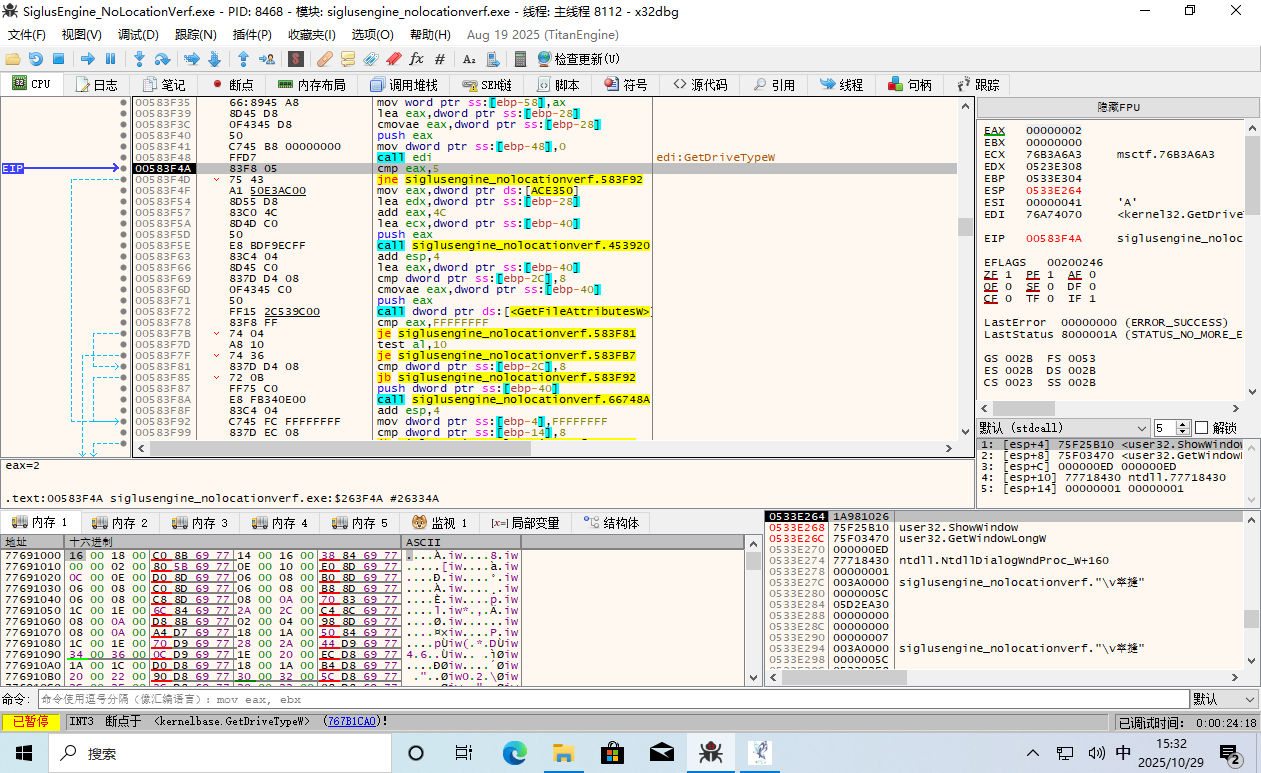 SiglusEngine_NoLocationVerf.exe - PID: 8468 - 模块: siglusengine_nolocationverf.exe - 线程: 主线程 8112 - x32dbg
文件(F) 视图(V) 调试(D) 跟踪(N) 插件(P) 收藏夹(I) 选项(O) 帮助(H) Aug 19 2025 (TitanEngine)
检查更新(U)
CPU 日志 笔记 断点 内存布局 调用堆栈 SEH链 脚本 符号 源代码 引用 线程 句柄 跟踪
00583F35 66:8945 A8 mov word ptr ss:[ebp-58],ax
00583F39 8D45 D8 lea eax,dword ptr ss:[ebp-28]
00583F3C 0F4345 D8 cmovae eax,dword ptr ss:[ebp-28]
00583F40 50 push eax
00583F41 C745 B8 00000000 mov dword ptr ss:[ebp-48],0
00583F48 FFD7 call edi edi:GetDriveTypeW
EIP 00583F4A 83F8 05 cmp eax,5
00583F4D 75 43 jne siglusengine_nolocationverf.583F92
00583F4F A1 50E3AC00 mov eax,dword ptr ds:[ACE350]
00583F54 8D55 D8 lea edx,dword ptr ss:[ebp-28]
00583F57 83C0 4C add eax,4C
00583F5A 8D4D C0 lea ecx,dword ptr ss:[ebp-40]
00583F5D 50 push eax
00583F5E E8 BDF9ECFF call siglusengine_nolocationverf.453920
00583F63 83C4 04 add esp,4
00583F66 8D45 C0 lea eax,dword ptr ss:[ebp-40]
00583F69 837D D4 08 cmp dword ptr ss:[ebp-2C],8
00583F6D 0F4345 C0 cmovae eax,dword ptr ss:[ebp-40]
00583F71 50 push eax
00583F72 FF15 2C539C00 call dword ptr ds:[<GetFileAttributesW>]
00583F78 83F8 FF cmp eax,FFFFFFFF
00583F7B 74 04 je siglusengine_nolocationverf.583F81
00583F7D A8 10 test al,10
00583F7F 74 36 je siglusengine_nolocationverf.583FB7
00583F81 837D D4 08 cmp dword ptr ss:[ebp-2C],8
00583F85 72 0B jb siglusengine_nolocationverf.583F92
00583F87 FF75 C0 push dword ptr ss:[ebp-40]
00583F8A E8 FB340E00 call siglusengine_nolocationverf.66748A
00583F8F 83C4 04 add esp,4
00583F92 C745 FC FFFFFFFF mov dword ptr ss:[ebp-4],FFFFFFFF
00583F99 837D EC 08 cmp dword ptr ss:[ebp-14],8
eax=2
.text:00583F4A siglusengine_nolocationverf.exe:$263F4A #26334A
隐藏FPU
EAX 00000002
EBX 00000000
ECX 76B3A6A3 msctf.76B3A6A3
EDX 0523E308
EBP 0533E304
ESP 0533E264
ESI 00000041 'A'
EDI 76A74070 <kernel32.GetDrive
EIP 00583F4A siglusengine_noloc
EFLAGS 00200246
ZF 1 PF 1 AF 0
OF 0 SF 0 DF 0
CF 0 TF 0 IF 1
LastError 00000000 (ERROR_SUCCESS)
LastStatus 8000001A (STATUS_NO_MORE_E
GS 002B FS 0053
ES 002B DS 002B
CS 0023 SS 002B
默认 (stdcall) 5 解锁
1: [esp+4] 75F25B10 <user32.ShowWindow
2: [esp+8] 75F03470 <user32.GetWindowL
3: [esp+C] 000000ED 000000ED
4: [esp+10] 77718430 ntdll.77718430
5: [esp+14] 00000001 00000001
内存 1 内存 2 内存 3 内存 4 内存 5 监视 1 [x=]局部变量 结构体
地址 十六进制 ASCII
77691000 16 00 18 00 C0 8B 69 77 14 00 16 00 38 84 69 77 ....À.iw....8.iw
77691010 00 00 02 00 80 5B 69 77 0E 00 10 00 E0 8D 69 77
77691020 0C 00 0E 00 D0 8D 69 77 06 00 08 00 B0 8D 69 77
77691030 06 00 08 00 C0 8D 69 77 06 00 08 00 B8 8D 69 77
77691040 06 00 08 00 C8 8D 69 77 08 00 0A 00 70 83 69 77
77691050 1C 00 1E 00 6C 84 69 77 2A 00 2C 00 C4 8C 69 77
77691060 08 00 0A 00 D8 8B 69 77 02 00 04 00 98 8D 69 77
77691070 08 00 0A 00 A4 D7 69 77 18 00 1A 00 50 84 69 77
77691080 1C 00 1E 00 70 D9 69 77 28 00 2A 00 44 D9 69 77
77691090 34 00 36 00 0C D9 69 77 1E 00 20 00 EC D8 69 77
776910A0 1A 00 1C 00 D0 D8 69 77 18 00 1A 00 B4 D8 69 77
776910B0 20 00 22 00 90 D8 69 77 30 00 32 00 5C D8 69 77
0533E264 1A981026
0533E268 75F25B10 user32.ShowWindow
0533E26C 75F03470 user32.GetWindowLongW
0533E270 000000ED
0533E274 77718430 ntdll.NtdllDialogWndProc_W+160
0533E278 00000001
0533E27C 003A0000
0533E280 0000005C
0533E284 05D2EA30
0533E288 00000000
0533E28C 00000000
0533E290 00000007
0533E294 003A0000
0533E298 0000005C
命令: 命令使用逗号分隔 (像汇编语言): mov eax, ebx 默认
已暂停 INT3 断点于 <kernelbase.GetDriveTypeW> (767B1CA0)! 已调试时间: 0:00:24:18
搜索
中
15:32
2025/10/29
2